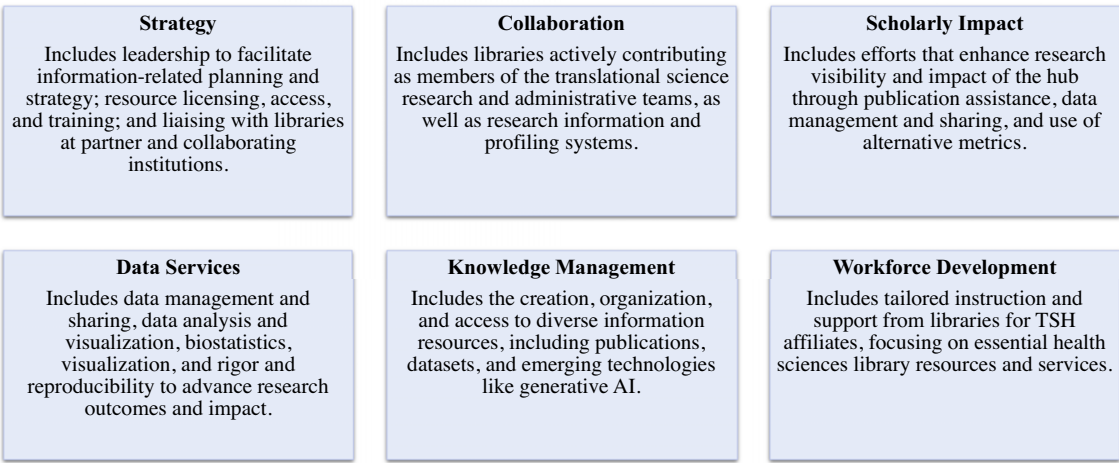 Strategy
Includes leadership to facilitate
information-related planning and
strategy; resource licensing, access,
and training; and liaising with libraries
at partner and collaborating
institutions.
Collaboration
Includes libraries actively contributing
as members of the translational science
research and administrative teams, as
well as research information and
profiling systems.
Scholarly Impact
Includes efforts that enhance research
visibility and impact of the hub
through publication assistance, data
management and sharing, and use of
alternative metrics.
Data Services
Includes data management and
sharing, data analysis and
visualization, biostatistics,
visualization, and rigor and
reproducibility to advance research
outcomes and impact.
Knowledge Management
Includes the creation, organization,
and access to diverse information
resources, including publications,
datasets, and emerging technologies
like generative AI.
Workforce Development
Includes tailored instruction and
support from libraries for TSH
affiliates, focusing on essential health
sciences library resources and services.